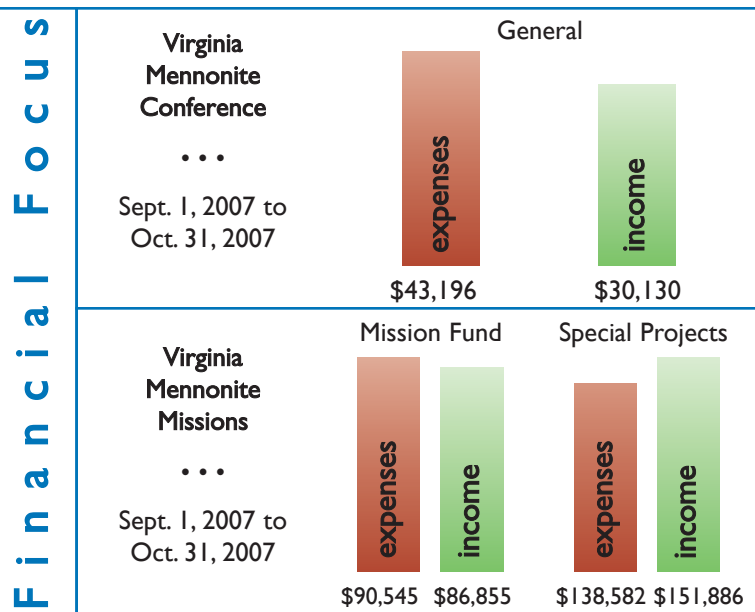 Financial Focus
Virginia
Mennonite
Conference
• • •
Sept. 1, 2007 to
Oct. 31, 2007
General
expenses
income
$43,196
$30,130
Virginia
Mennonite
Missions
• • •
Sept. 1, 2007 to
Oct. 31, 2007
Mission Fund
expenses
income
$90,545
$86,855
Special Projects
expenses
income
$138,582
$151,886